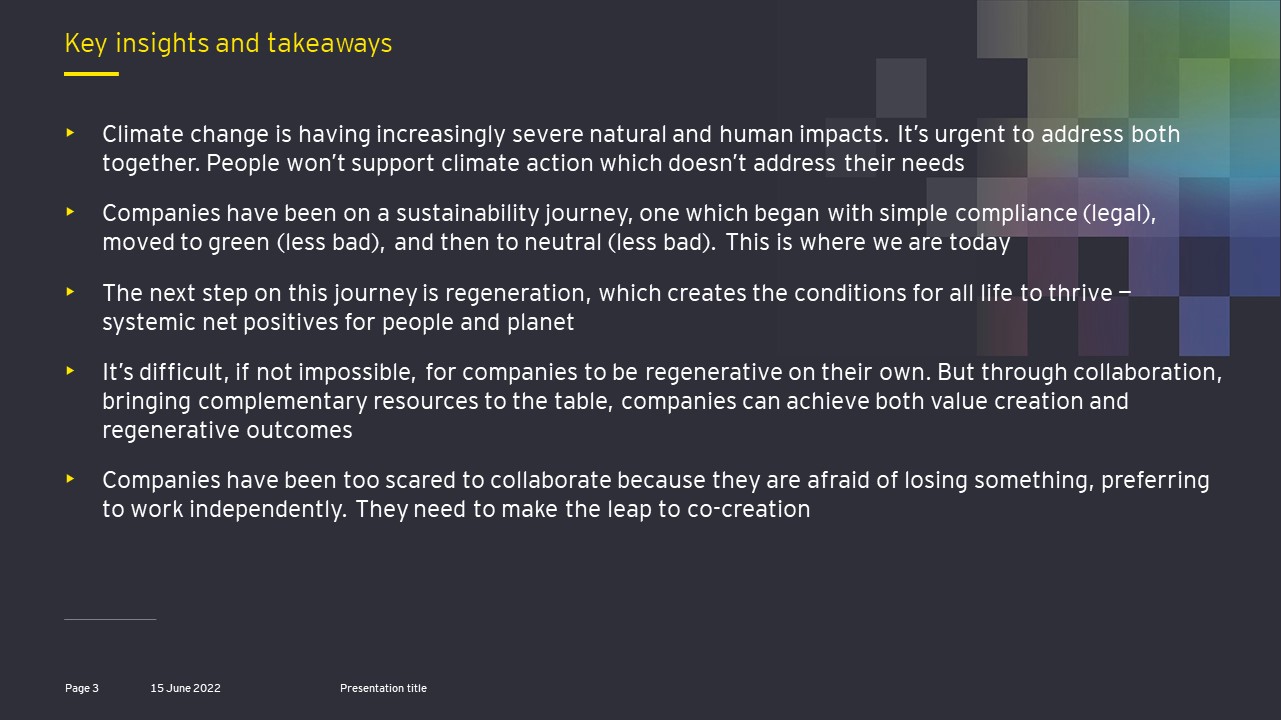 Key insights and takeaways
Climate change is having increasingly severe natural and human impacts. It's urgent to address both
together. People won't support climate action which doesn't address their needs
Companies have been on a sustainability journey, one which began with simple compliance (legal),
moved to green (less bad), and then to neutral (less bad). This is where we are today
The next step on this journey is regeneration, which creates the conditions for all life to thrive –
systemic net positives for people and planet
It's difficult, if not impossible, for companies to be regenerative on their own. But through collaboration,
bringing complementary resources to the table, companies can achieve both value creation and
regenerative outcomes
Companies have been too scared to collaborate because they are afraid of losing something, preferring
to work independently. They need to make the leap to co-creation
Page 3 15 June 2022 Presentation title